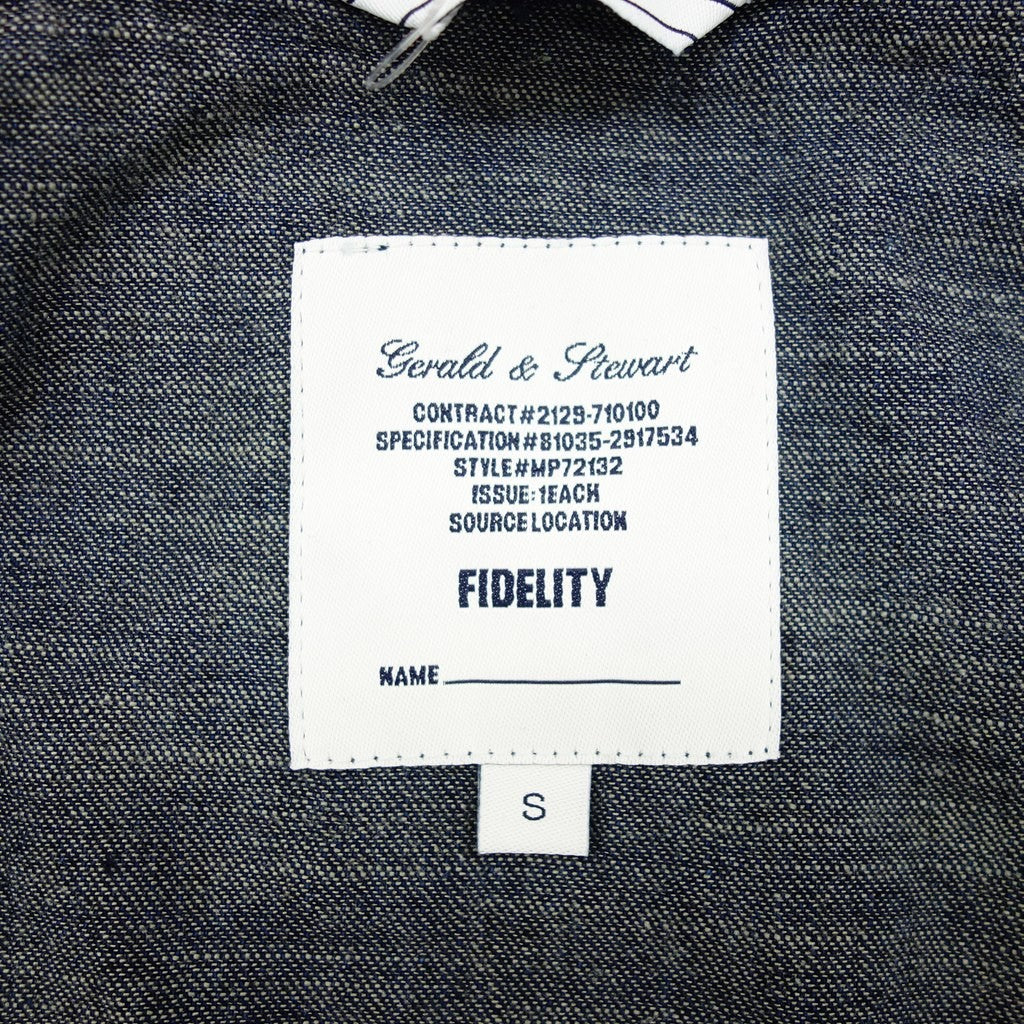 Gerald & Stewart
CONTRACT#2129-710100
SPECIFICATION#81035-2917534
STYLE#MP72132
ISSUE:1EACH
SOURCE LOCATION
FIDELITY
NAME
S